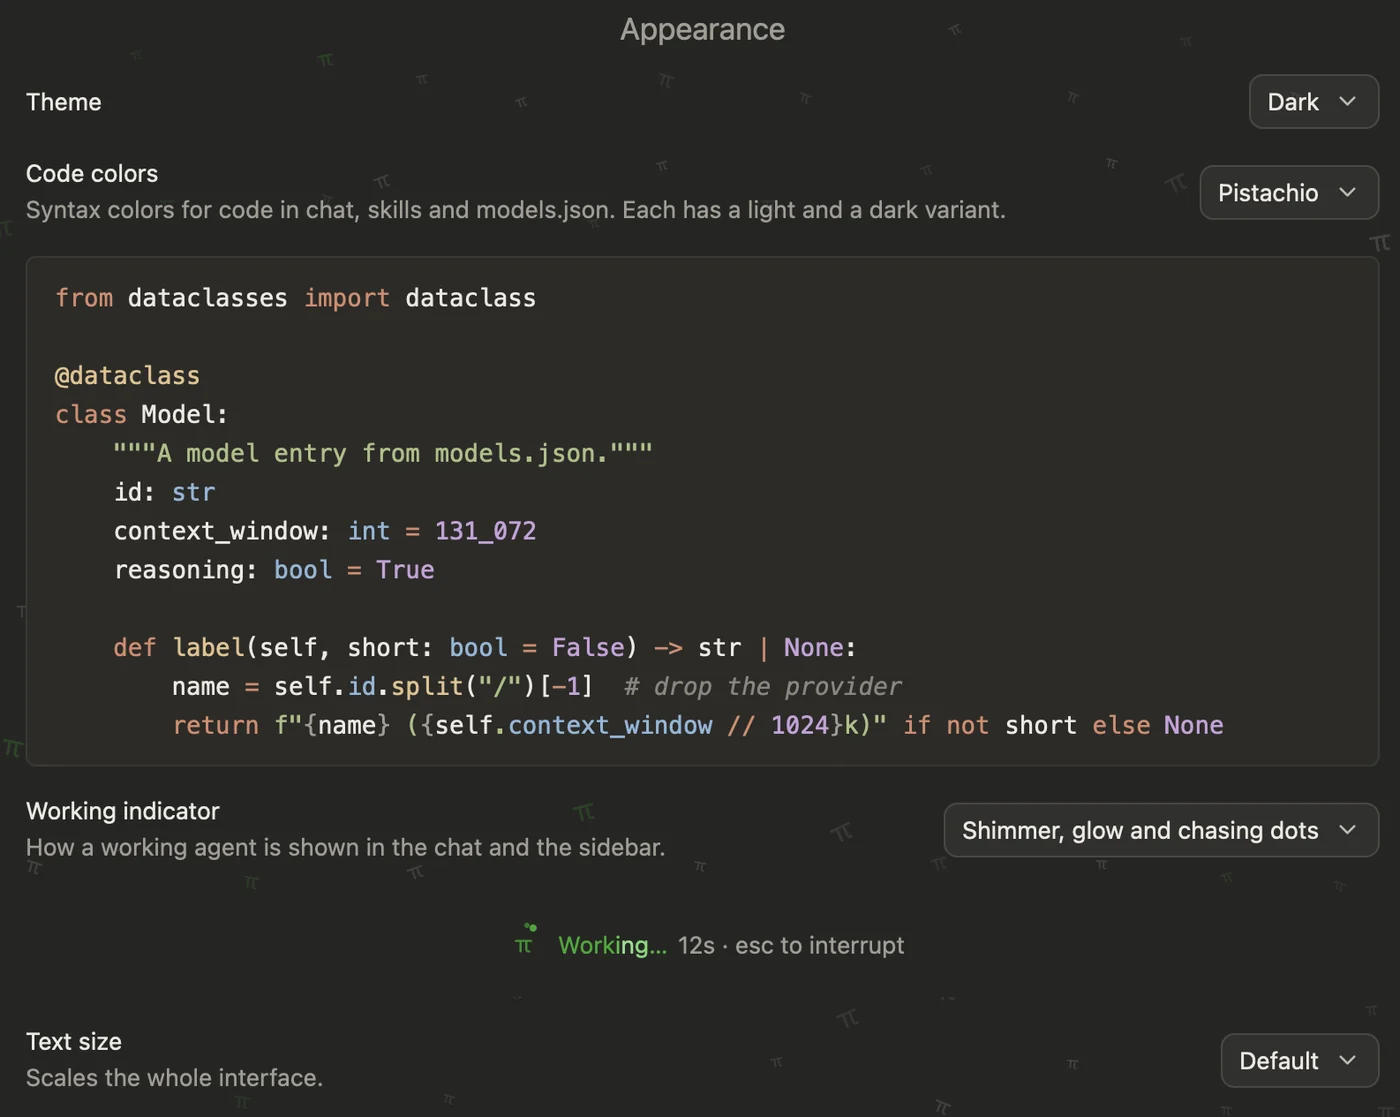 Appearance
Theme
Dark
Code colors
Syntax colors for code in chat, skills and models.json. Each has a light and a dark variant.
Pistachio
from dataclasses import dataclass

@dataclass
class Model:
    """A model entry from models.json."""
    id: str
    context_window: int = 131_072
    reasoning: bool = True

    def label(self, short: bool = False) -> str | None:
        name = self.id.split("/")[-1]  # drop the provider
        return f"{name} ({self.context_window // 1024}k)" if not short else None
Working indicator
How a working agent is shown in the chat and the sidebar.
Shimmer, glow and chasing dots
π Working... 12s · esc to interrupt
Text size
Scales the whole interface.
Default